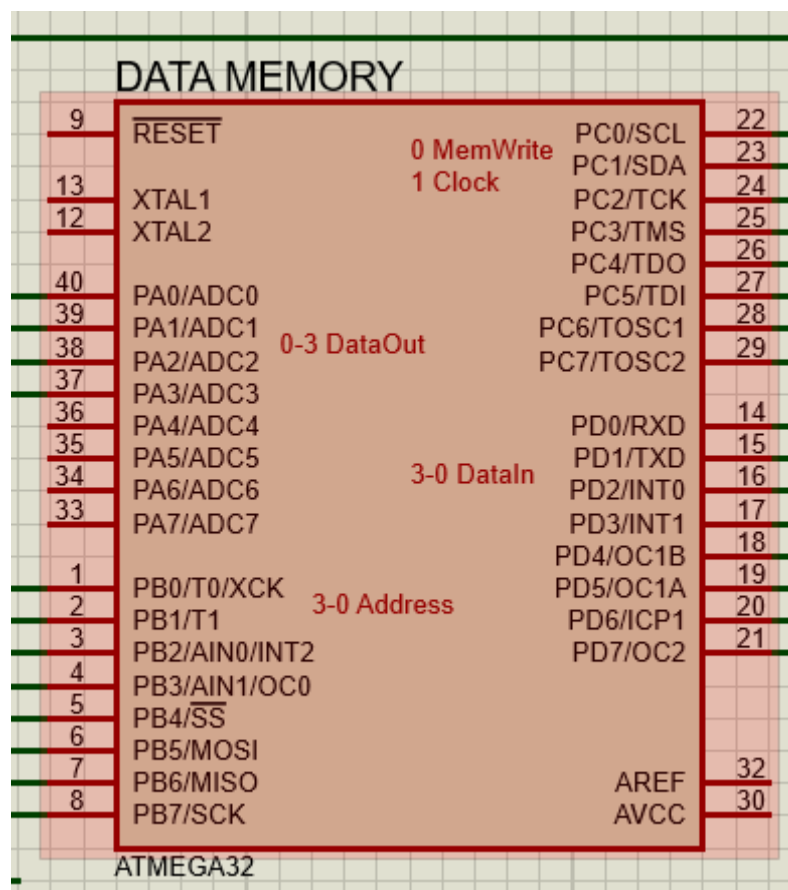 DATA MEMORY
9 RESET
13 XTAL1
12 XTAL2
40 PA0/ADC0
39 PA1/ADC1
38 PA2/ADC2
37 PA3/ADC3
36 PA4/ADC4
35 PA5/ADC5
34 PA6/ADC6
33 PA7/ADC7
1 PB0/T0/XCK
2 PB1/T1
3 PB2/AIN0/INT2
4 PB3/AIN1/OC0
5 PB4/SS
6 PB5/MOSI
7 PB6/MISO
8 PB7/SCK
0 MemWrite
1 Clock
0-3 DataOut
3-0 DataIn
3-0 Address
PC0/SCL 22
PC1/SDA 23
PC2/TCK 24
PC3/TMS 25
PC4/TDO 26
PC5/TDI 27
PC6/TOSC1 28
PC7/TOSC2 29
PD0/RXD 14
PD1/TXD 15
PD2/INT0 16
PD3/INT1 17
PD4/OC1B 18
PD5/OC1A 19
PD6/ICP1 20
PD7/OC2 21
AREF 32
AVCC 30
ATMEGA32